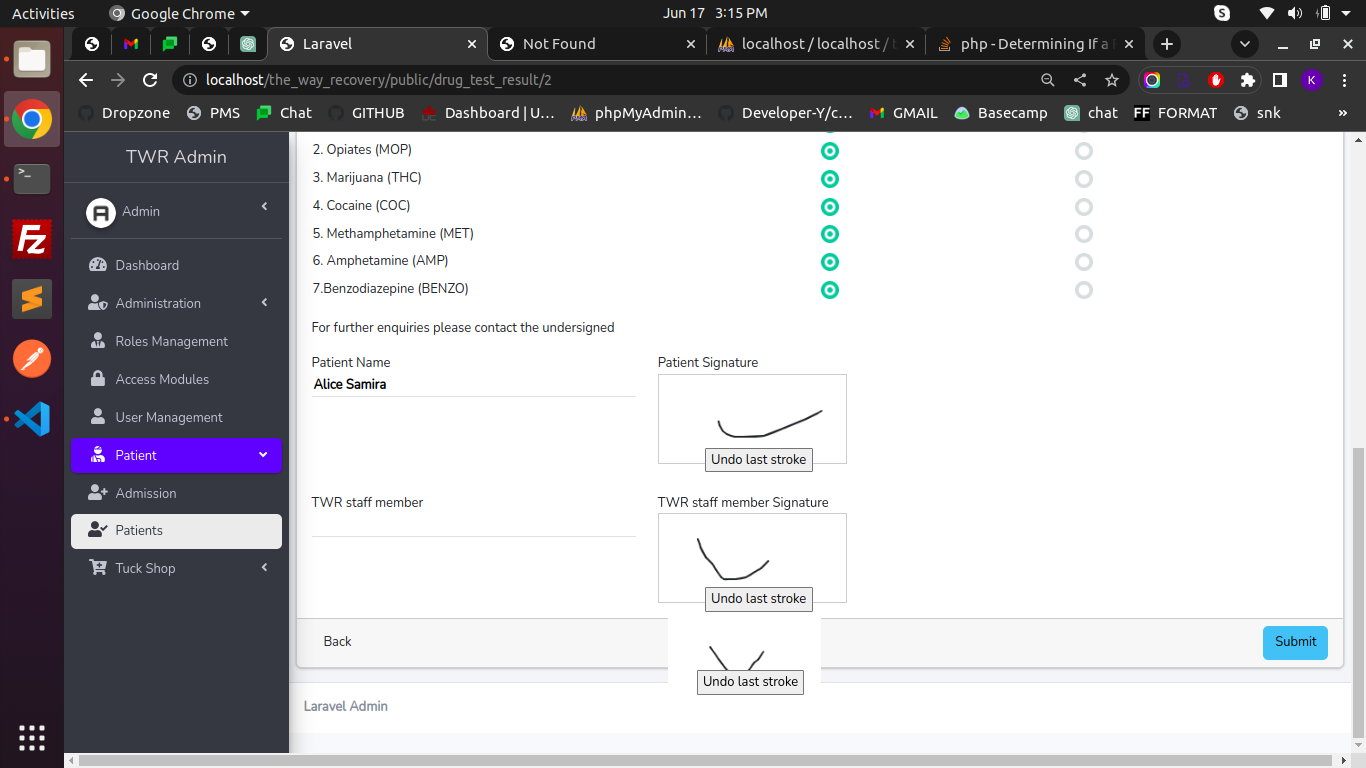 Activities
Google Chrome
Jun 17 3:15 PM
Laravel
Not Found
localhost / localhost / t
php - Determining If a
K
localhost/the_way_recovery/public/drug_test_result/2
Dropzone
PMS
Chat
GITHUB
Dashboard | U...
phpMyAdmin...
Developer-Y/c...
GMAIL
Basecamp
chat
FF FORMAT
snk
»
TWR Admin
Admin
Dashboard
Administration
Roles Management
Access Modules
User Management
Patient
Admission
Patients
Tuck Shop
2. Opiates (MOP)
3. Marijuana (THC)
4. Cocaine (COC)
5. Methamphetamine (MET)
6. Amphetamine (AMP)
7.Benzodiazepine (BENZO)
For further enquiries please contact the undersigned
Patient Name
Patient Signature
Alice Samira
Undo last stroke
TWR staff member
TWR staff member Signature
Undo last stroke
Back
Submit
Undo last stroke
Laravel Admin